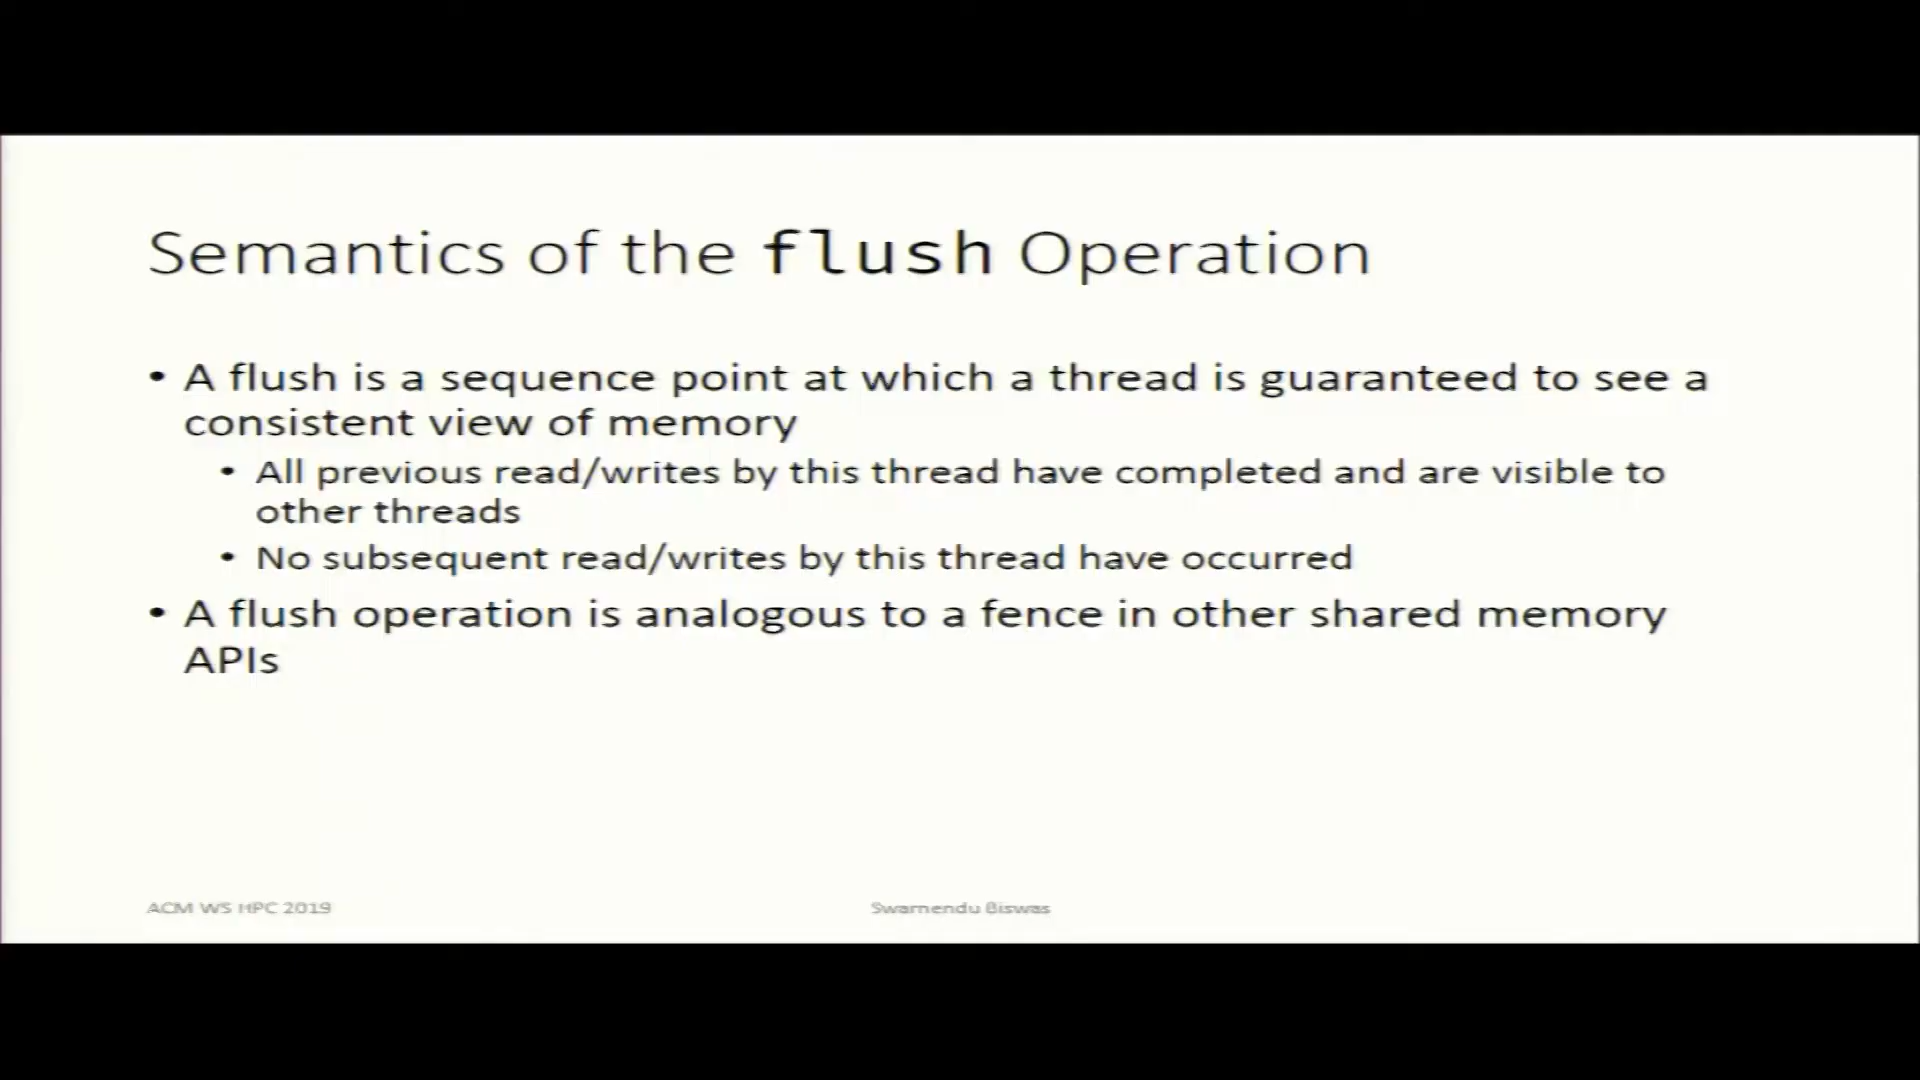 Semantics of the flush Operation
• A flush is a sequence point at which a thread is guaranteed to see a
consistent view of memory
• All previous read/writes by this thread have completed and are visible to
other threads
• No subsequent read/writes by this thread have occurred
• A flush operation is analogous to a fence in other shared memory
APIs
ACM WS HPC 2019
Swarnendu Biswas